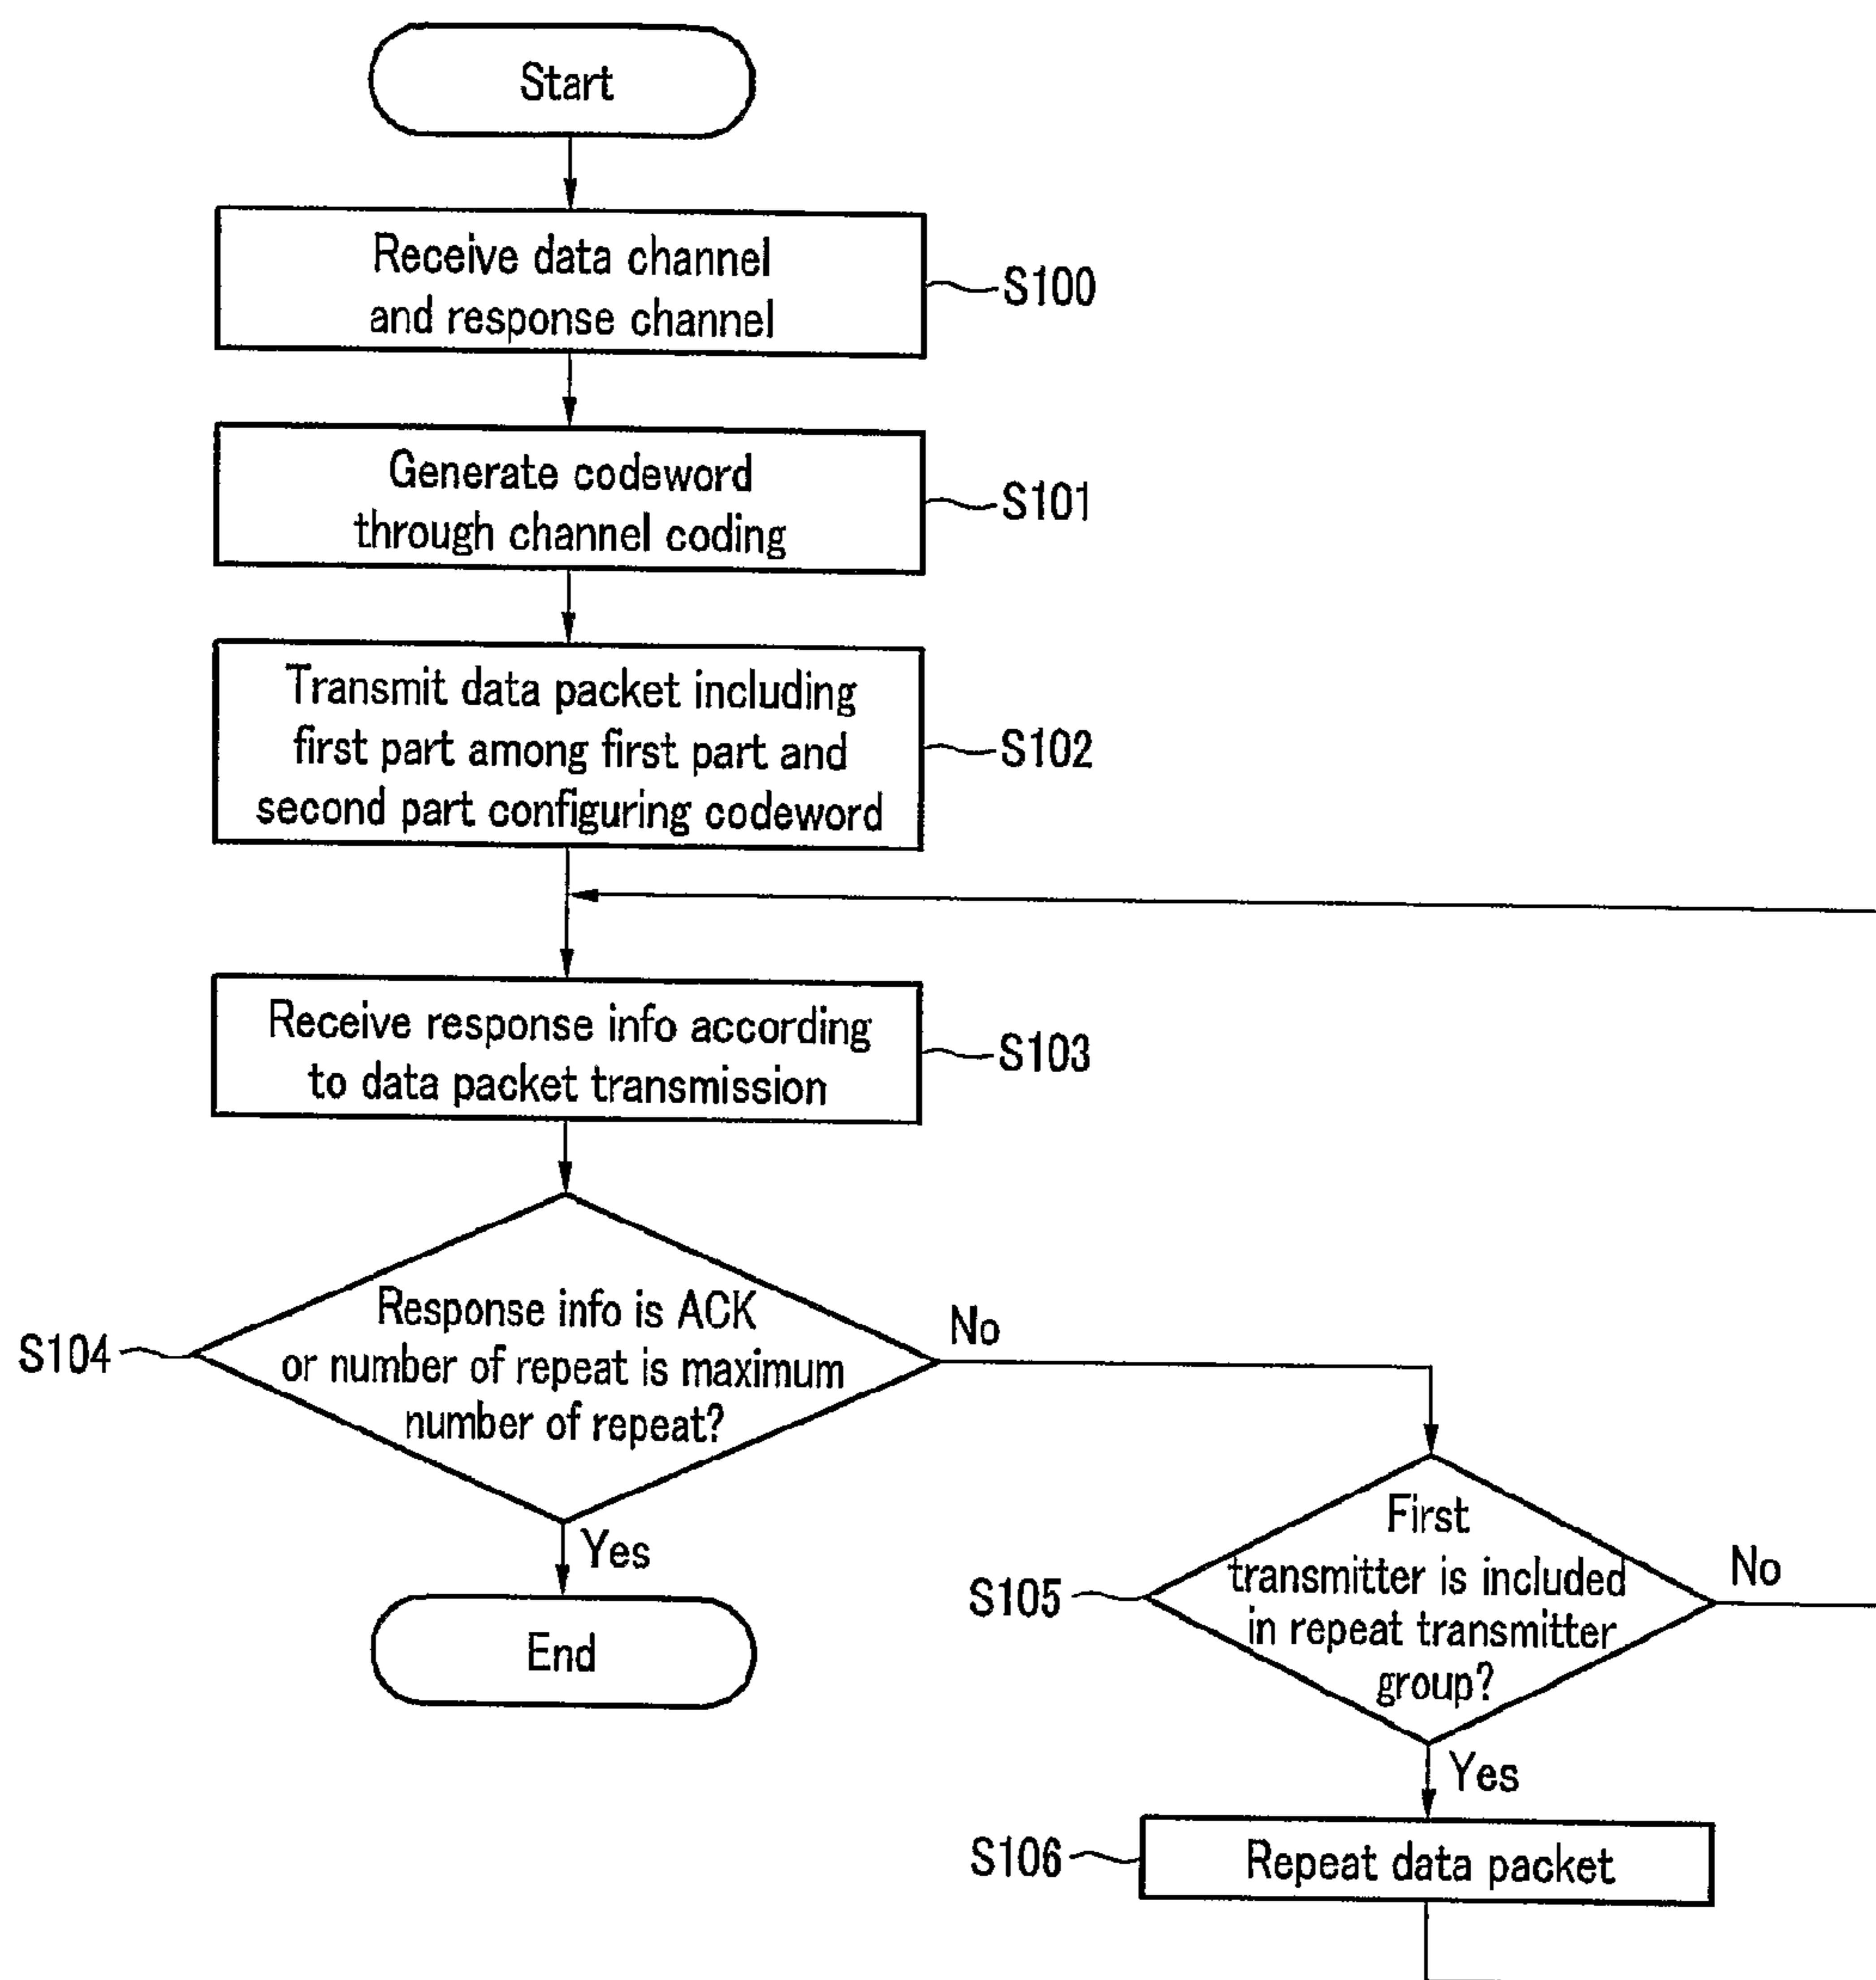 Start
Receive data channel
and response channel
S100
Generate codeword
through channel coding
S101
Transmit data packet including
first part among first part and
second part configuring codeword
S102
Receive response info according
to data packet transmission
S103
Response info is ACK
or number of repeat is maximum
number of repeat?
S104
No
Yes
End
First
transmitter is included
in repeat transmitter
group?
S105
No
Yes
S106
Repeat data packet